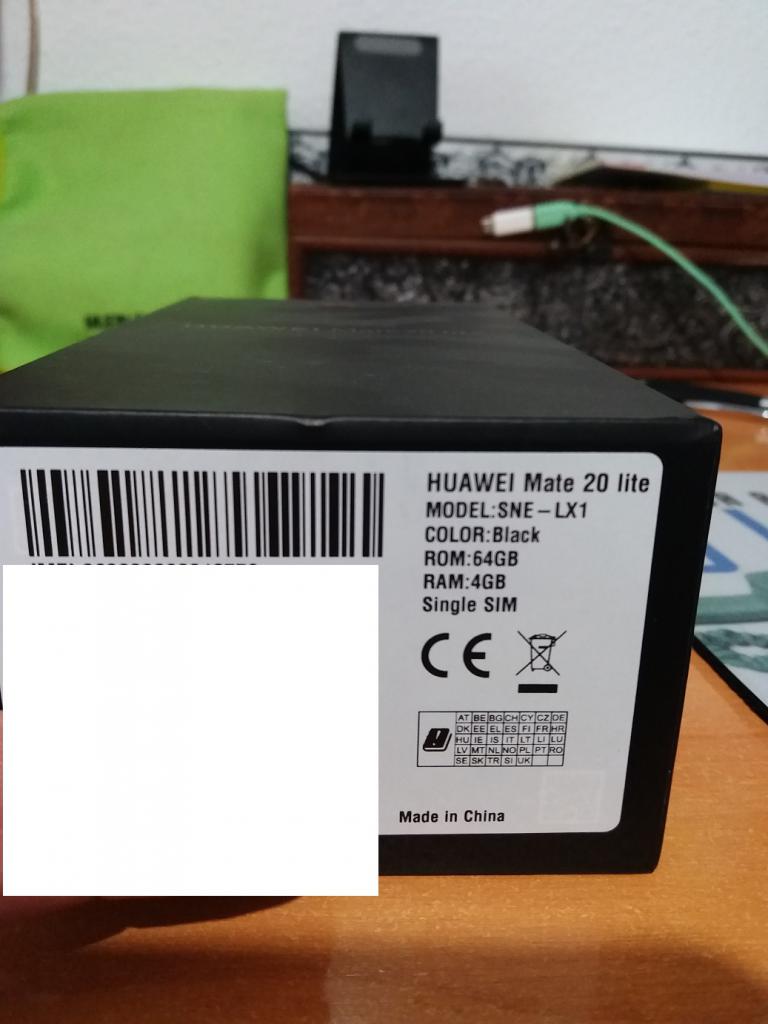 HUAWEI Mate 20 lite
MODEL:SNE-LX1
COLOR:Black
ROM:64GB
RAM:4GB
Single SIM
CE
AT BE BG CH CY CZ DE
DK EE EL ES FI FR HR
HU IE IS IT LT LI LU
LV MT NL NO PL PT RO
SE SK TR SI UK
Made in China